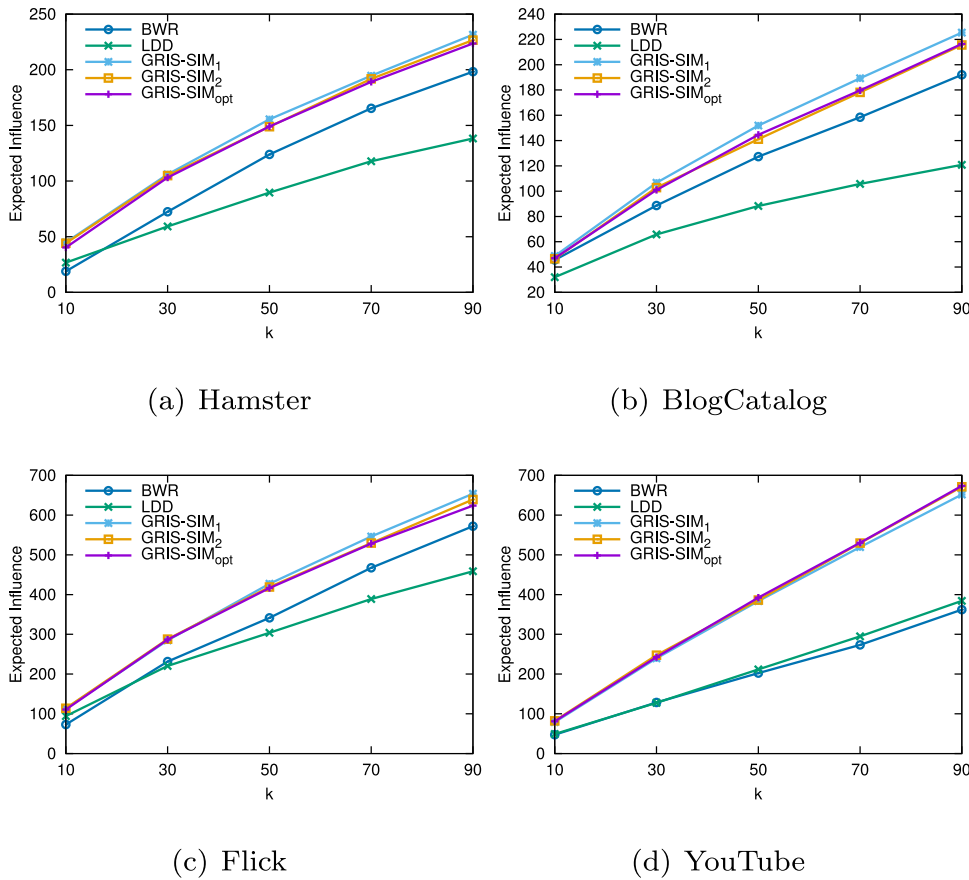 250
200
150
100
50
0
Expected Influence
BWR
LDD
GRIS-SIM1
GRIS-SIM2
GRIS-SIMopt
10 30 50 70 90
k
(a) Hamster
240
220
200
180
160
140
120
100
80
60
40
20
Expected Influence
BWR
LDD
GRIS-SIM1
GRIS-SIM2
GRIS-SIMopt
10 30 50 70 90
k
(b) BlogCatalog
700
600
500
400
300
200
100
0
Expected Influence
BWR
LDD
GRIS-SIM1
GRIS-SIM2
GRIS-SIMopt
10 30 50 70 90
k
(c) Flick
700
600
500
400
300
200
100
0
Expected Influence
BWR
LDD
GRIS-SIM1
GRIS-SIM2
GRIS-SIMopt
10 30 50 70 90
k
(d) YouTube